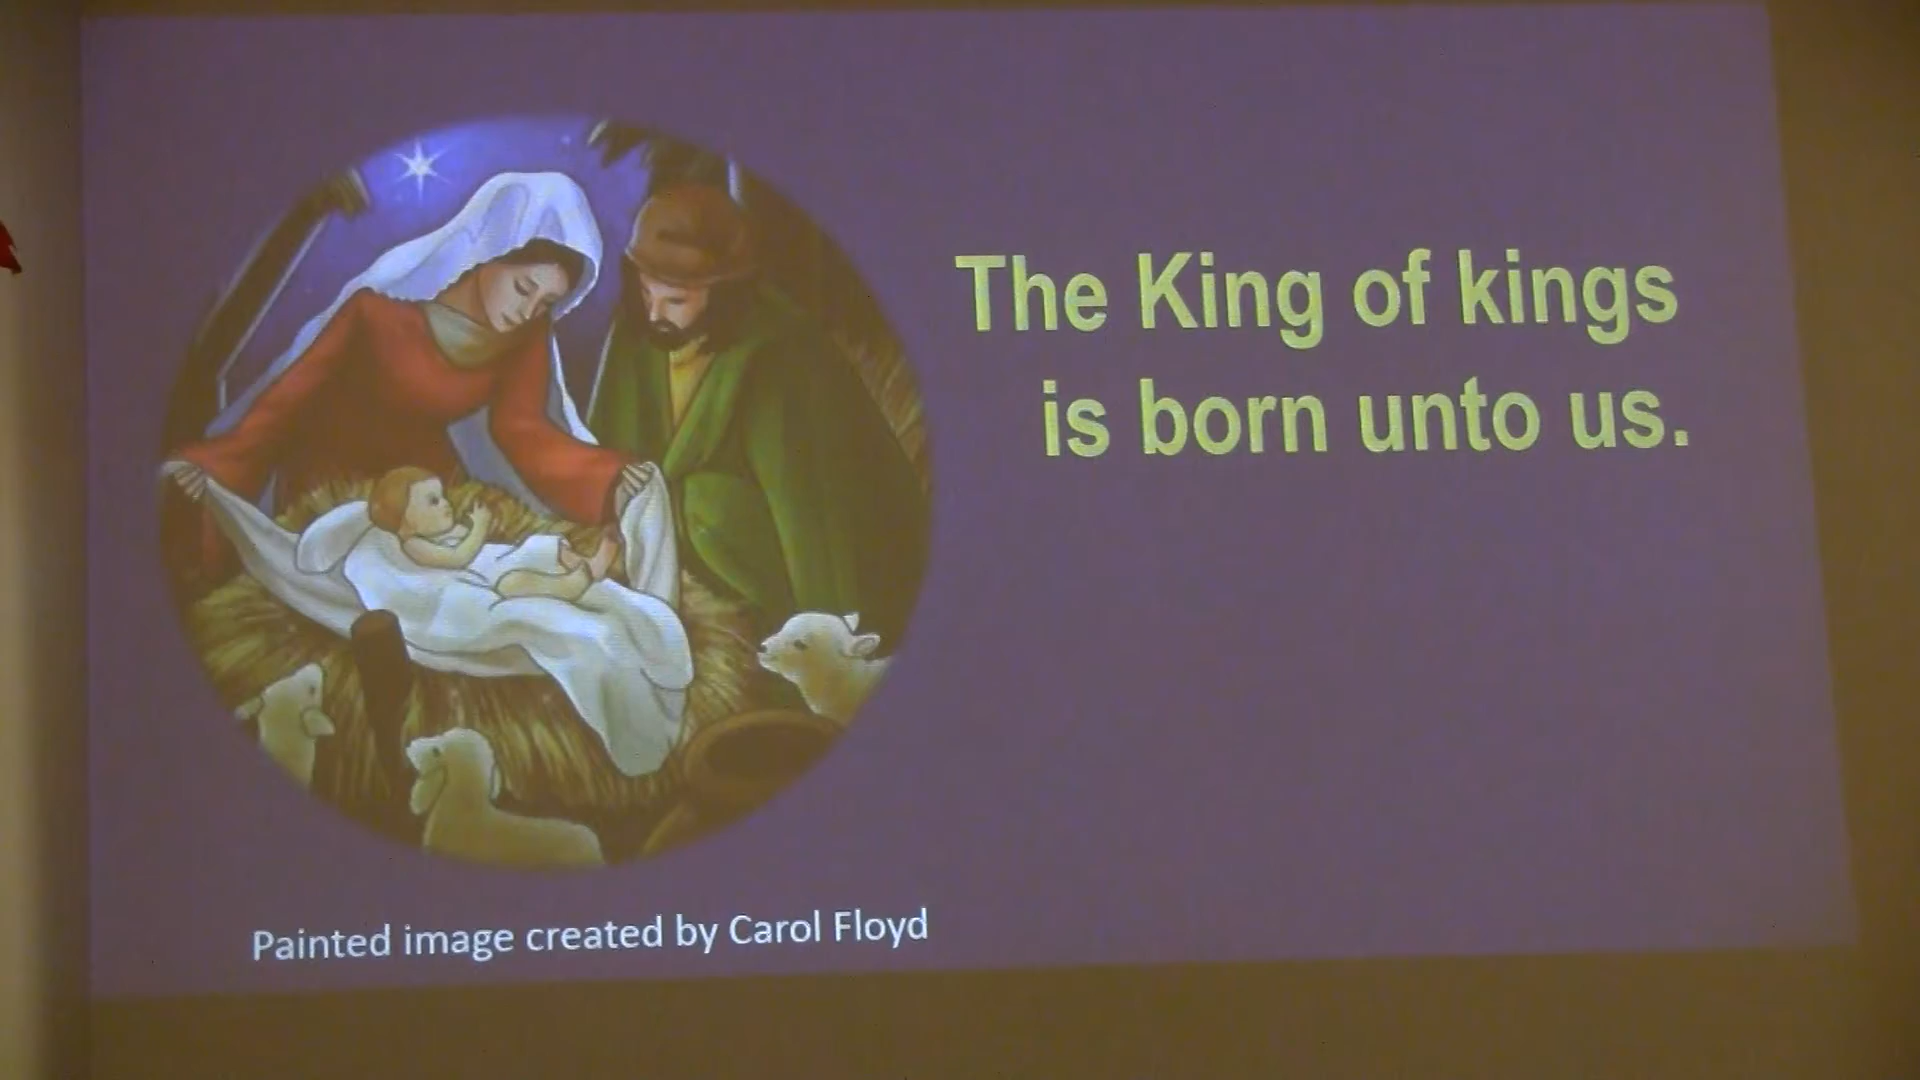 The King of kings
is born unto us.
Painted image created by Carol Floyd